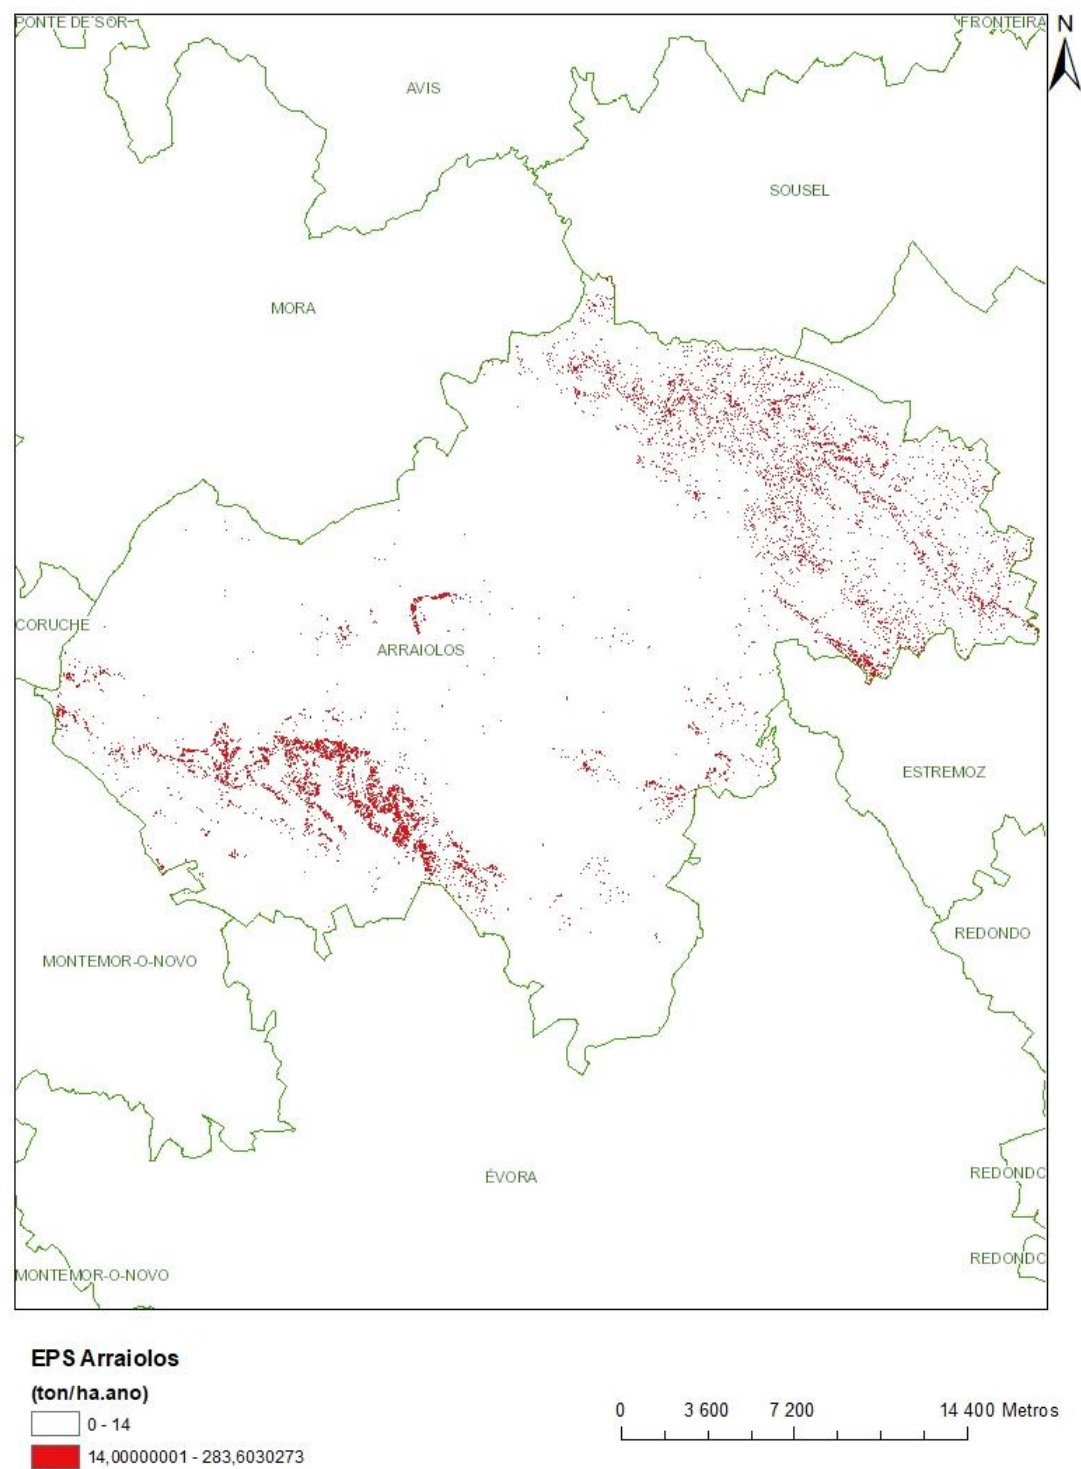 PONTE DE SOR
FRONTEIRA
N
AVIS
SOUSEL
MORA
CORUCHE
ARRAIOLOS
ESTREMOZ
REDONDO
MONTEMOR-O-NOVO
ÉVORA
REDONDO
REDONDO
MONTEMOR-O-NOVO
EPS Arraiolos
(ton/ha.ano)
0 - 14
14,00000001 - 283,6030273
0 3 600 7 200 14 400 Metros